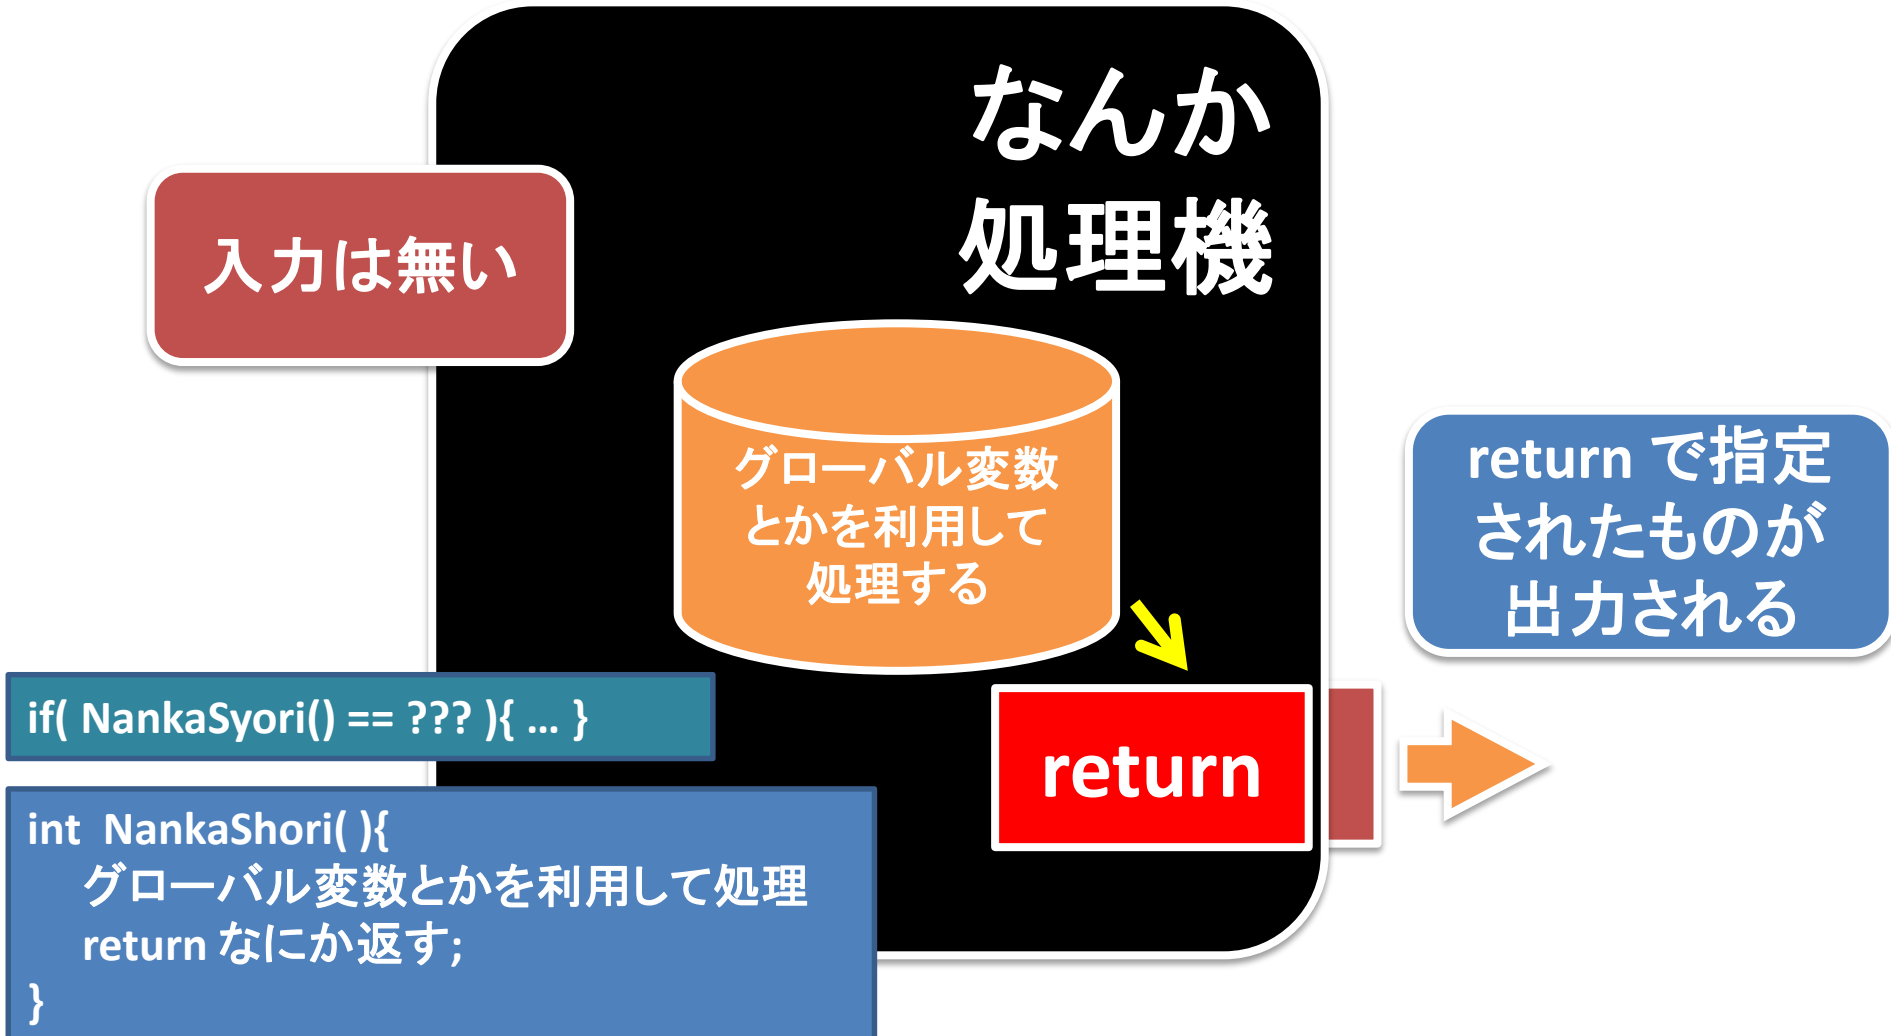 なんか
処理機
入力は無い
グローバル変数
とかを利用して
処理する
return で指定
されたものが
出力される
return
if( NankaSyori() == ??? ){ ... }
int NankaShori( ){
グローバル変数とかを利用して処理
return なにか返す;
}